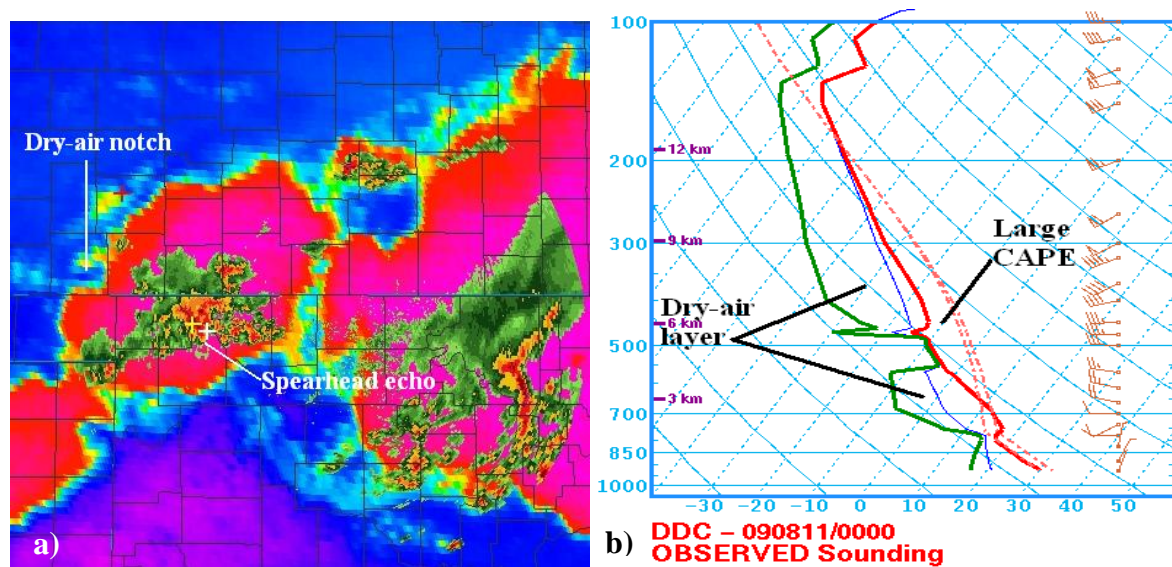 Dry-air notch
Spearhead echo
a)
100
200
300
500
700
850
1000
12 km
9 km
6 km
3 km
Large
CAPE
Dry-air
layer
-30
-20
-10
0
10
20
30
40
50
b)
DDC - 090811/0000
OBSERVED Sounding